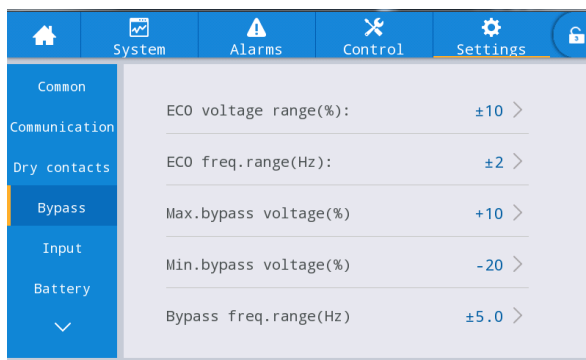 System Alarms Control Settings
3
Common
Communication
Dry contacts
Bypass
Input
Battery
ECO voltage range(%): ±10
ECO freq.range(Hz): ±2
Max.bypass voltage(%) +10
Min.bypass voltage(%) -20
Bypass freq.range(Hz) ±5.0